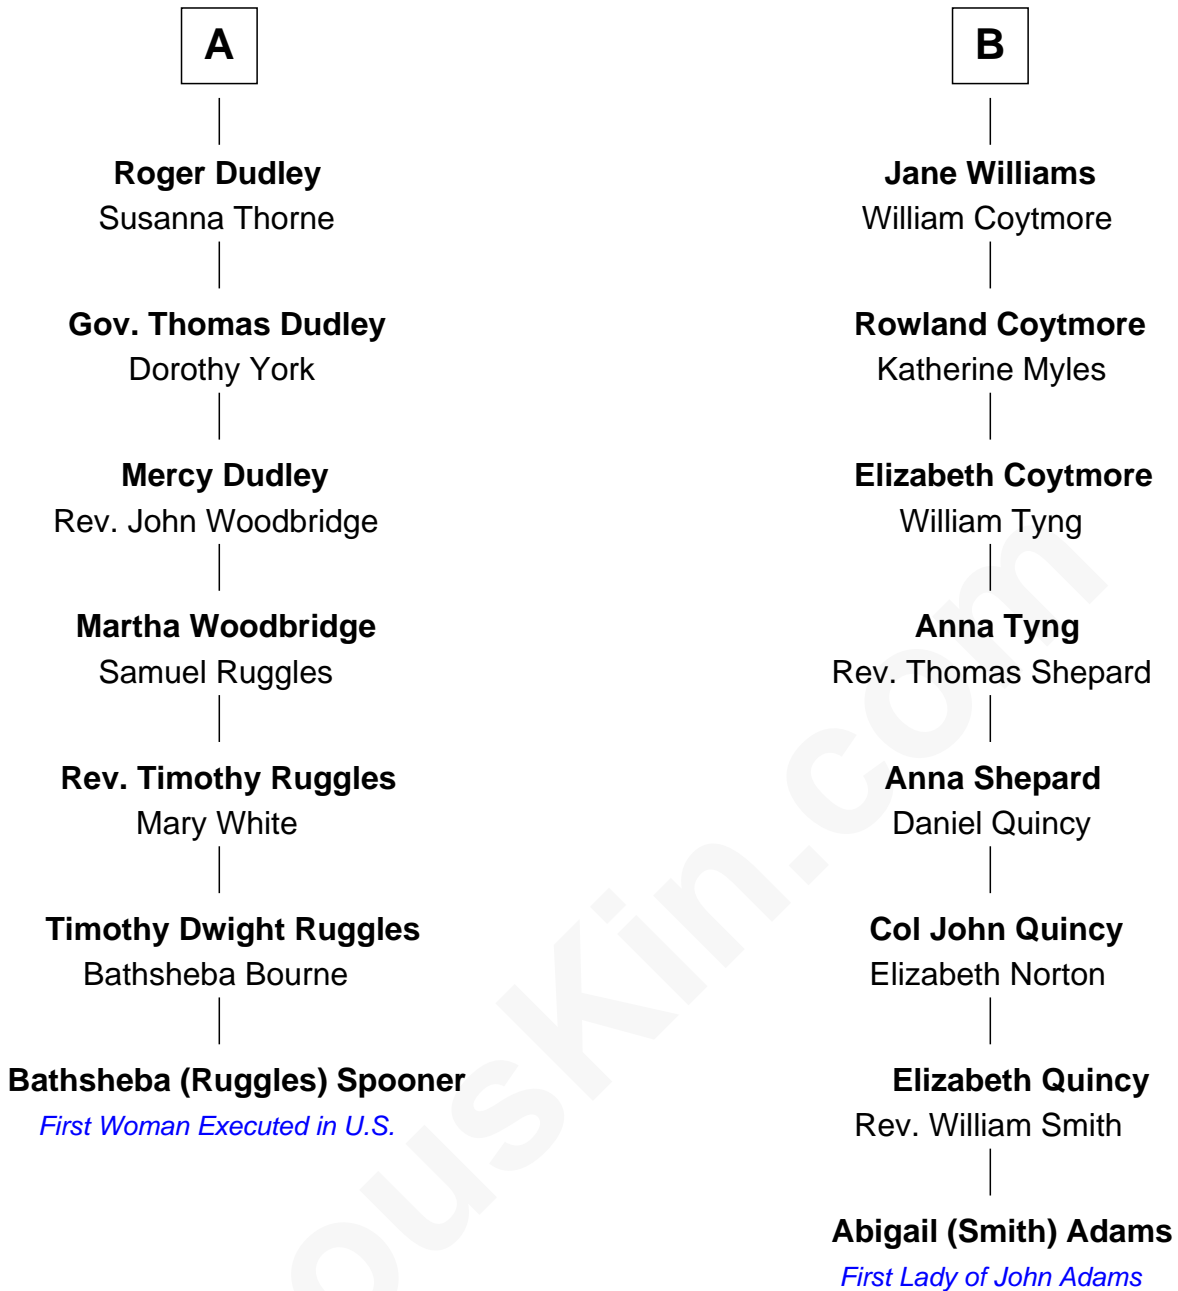 A
Roger Dudley
Susanna Thorne
Gov. Thomas Dudley
Dorothy York
Mercy Dudley
Rev. John Woodbridge
Martha Woodbridge
Samuel Ruggles
Rev. Timothy Ruggles
Mary White
Timothy Dwight Ruggles
Bathsheba Bourne
Bathsheba (Ruggles) Spooner
First Woman Executed in U.S.
B
Jane Williams
William Coytmore
Rowland Coytmore
Katherine Myles
Elizabeth Coytmore
William Tyng
Anna Tyng
Rev. Thomas Shepard
Anna Shepard
Daniel Quincy
Col John Quincy
Elizabeth Norton
Elizabeth Quincy
Rev. William Smith
Abigail (Smith) Adams
First Lady of John Adams
ousKin.com